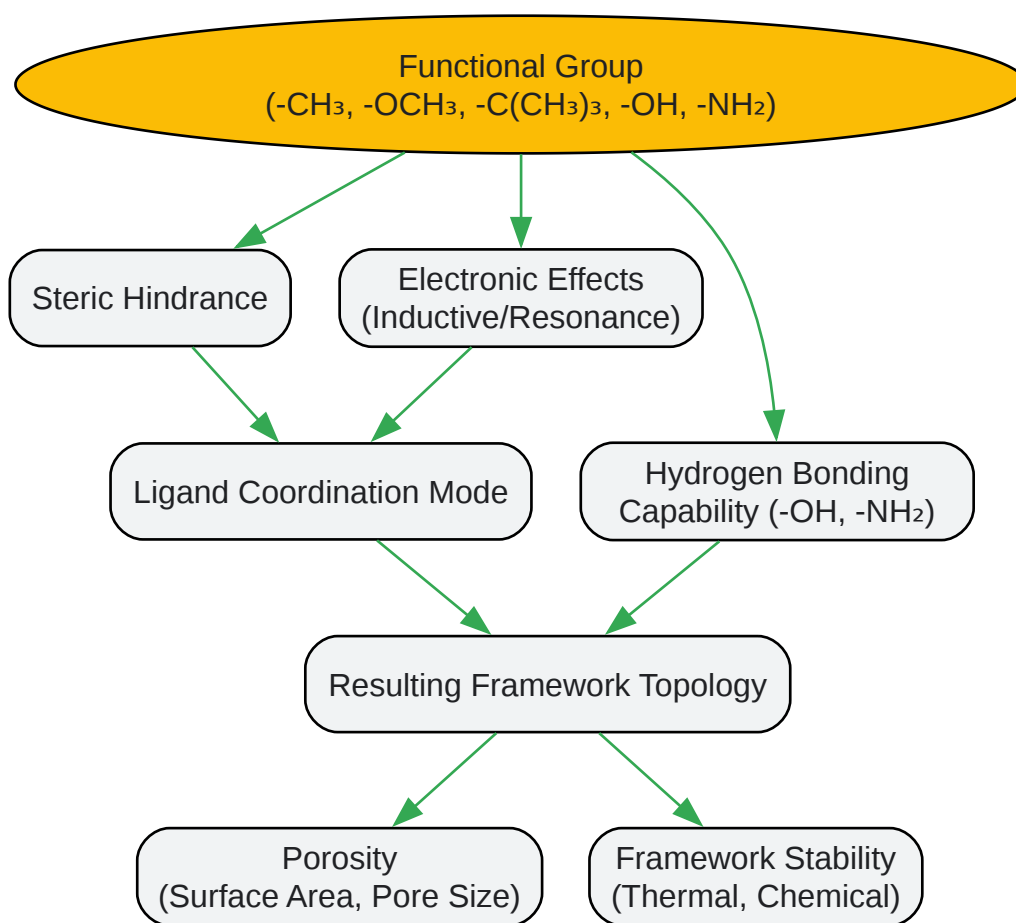 Functional Group
(-CH₃, -OCH₃, -C(CH₃)₃, -OH, -NH₂)
Steric Hindrance
Electronic Effects
(Inductive/Resonance)
Ligand Coordination Mode
Hydrogen Bonding
Capability (-OH, -NH₂)
Resulting Framework Topology
Porosity
(Surface Area, Pore Size)
Framework Stability
(Thermal, Chemical)